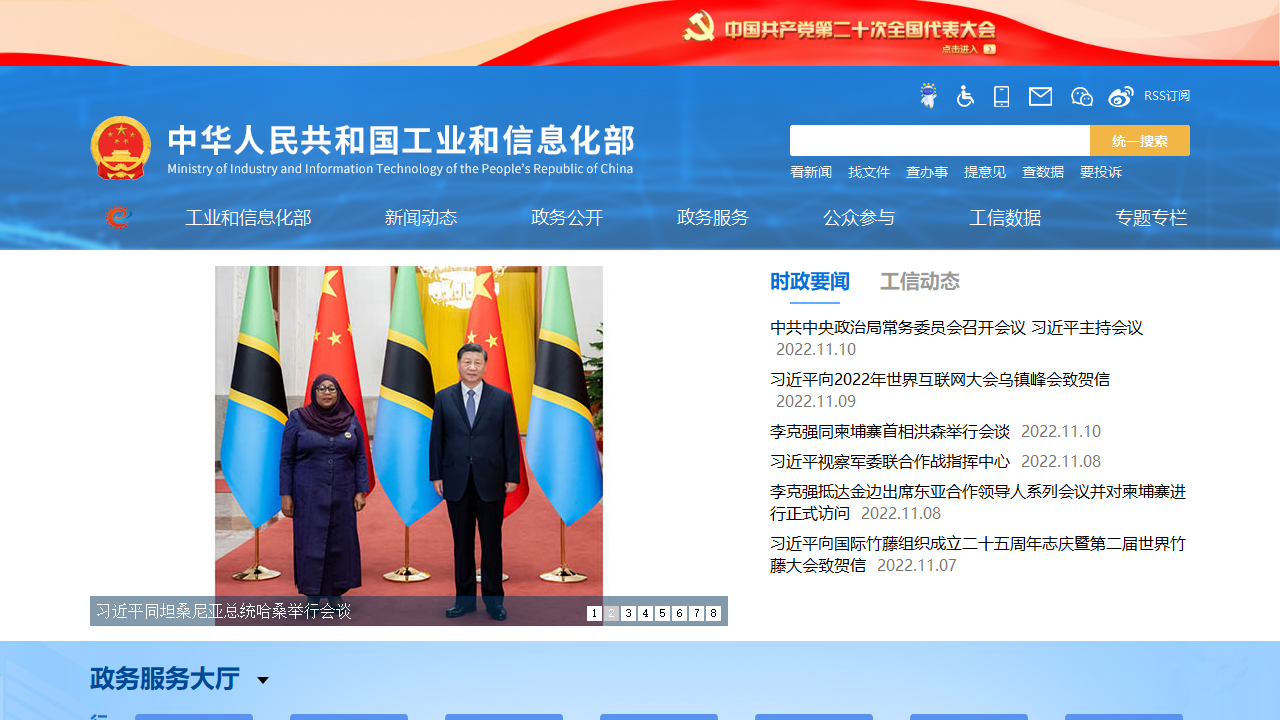 中国共产党第二十次全国代表大会
点击进入
RSS订阅
中华人民共和国工业和信息化部
Ministry of Industry and Information Technology of the People's Republic of China
统一搜索
看新闻 找文件 查办事 提意见 查数据 要投诉
工业和信息化部 新闻动态 政务公开 政务服务 公众参与 工信数据 专题专栏
时政要闻 工信动态
中共中央政治局常务委员会召开会议 习近平主持会议
2022.11.10
习近平向2022年世界互联网大会乌镇峰会致贺信
2022.11.09
李克强同柬埔寨首相洪森举行会谈 2022.11.10
习近平视察军委联合作战指挥中心 2022.11.08
李克强抵达金边出席东亚合作领导人系列会议并对柬埔寨进
行正式访问 2022.11.08
习近平向国际竹藤组织成立二十五周年志庆暨第二届世界竹
藤大会致贺信 2022.11.07
习近平同坦桑尼亚总统哈桑举行会谈
1 2 3 4 5 6 7 8
政务服务大厅